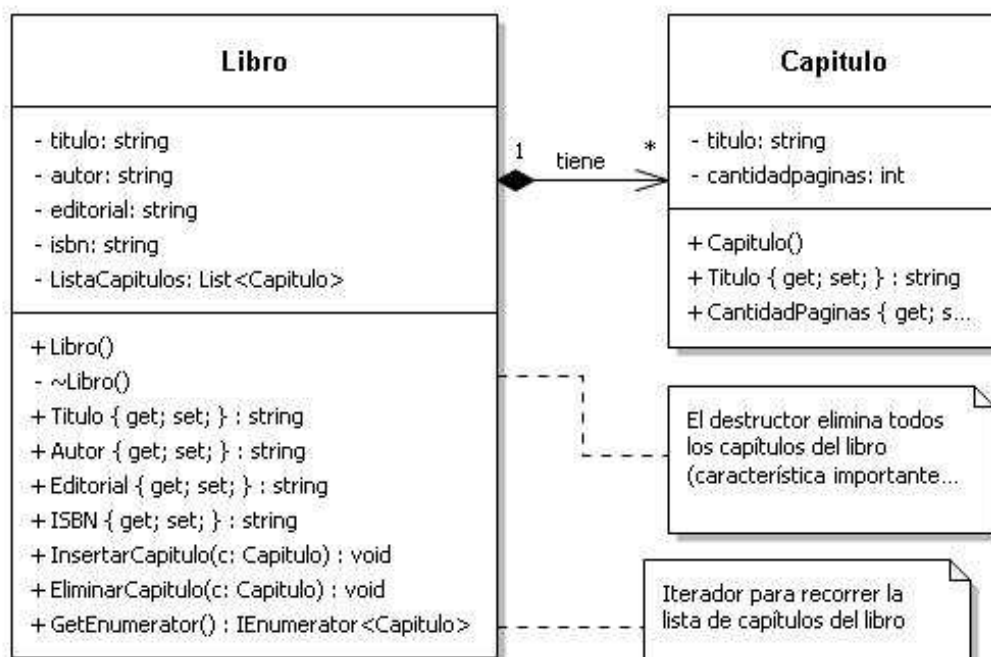 Libro
- titulo: string
- autor: string
- editorial: string
- isbn: string
- ListaCapitulos: List<Capitulo>
+ Libro()
- ~Libro()
+ Titulo { get; set; } : string
+ Autor { get; set; } : string
+ Editorial { get; set; } : string
+ ISBN { get; set; } : string
+ InsertarCapitulo(c: Capitulo) : void
+ EliminarCapitulo(c: Capitulo) : void
+ GetEnumerator() : IEnumerator<Capitulo>
1
tiene
*
Capitulo
- titulo: string
- cantidadpaginas: int
+ Capitulo()
+ Titulo { get; set; } : string
+ CantidadPaginas { get; s...
El destructor elimina todos
los capítulos del libro
(característica importante...
Iterador para recorrer la
lista de capítulos del libro